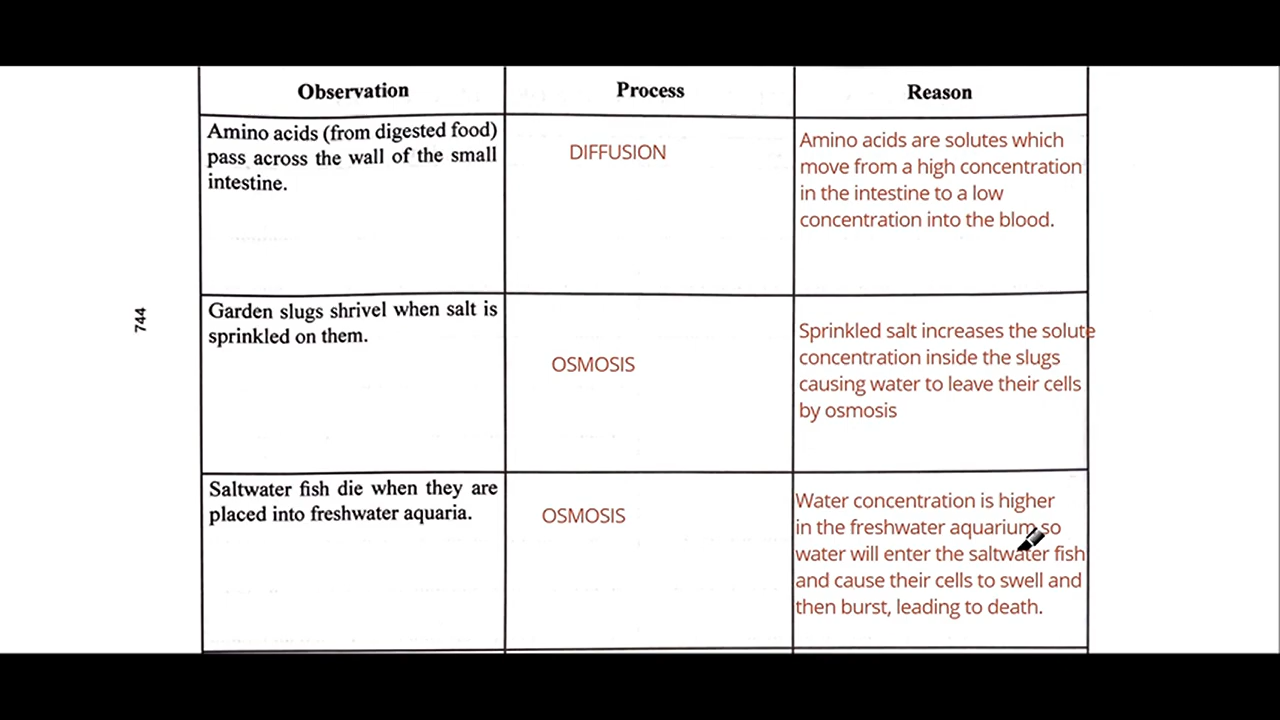 Observation
Process
Reason
Amino acids (from digested food)
pass across the wall of the small
intestine.
DIFFUSION
Amino acids are solutes which
move from a high concentration
in the intestine to a low
concentration into the blood.
744
Garden slugs shrivel when salt is
sprinkled on them.
OSMOSIS
Sprinkled salt increases the solute
concentration inside the slugs
causing water to leave their cells
by osmosis
Saltwater fish die when they are
placed into freshwater aquaria.
OSMOSIS
Water concentration is higher
in the freshwater aquarium so
water will enter the saltwater fish
and cause their cells to swell and
then burst, leading to death.